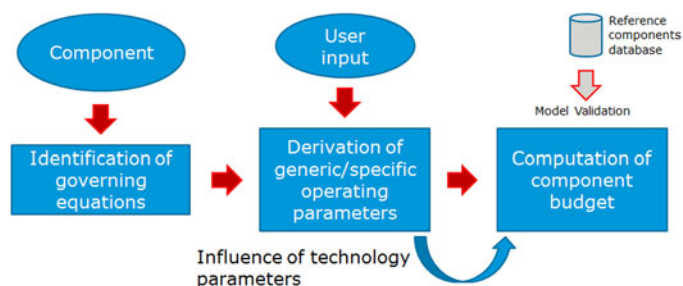 Component
User
input
Reference
components
database
Model Validation
Identification of
governing
equations
Derivation of
generic/specific
operating
parameters
Computation of
component
budget
Influence of technology
parameters